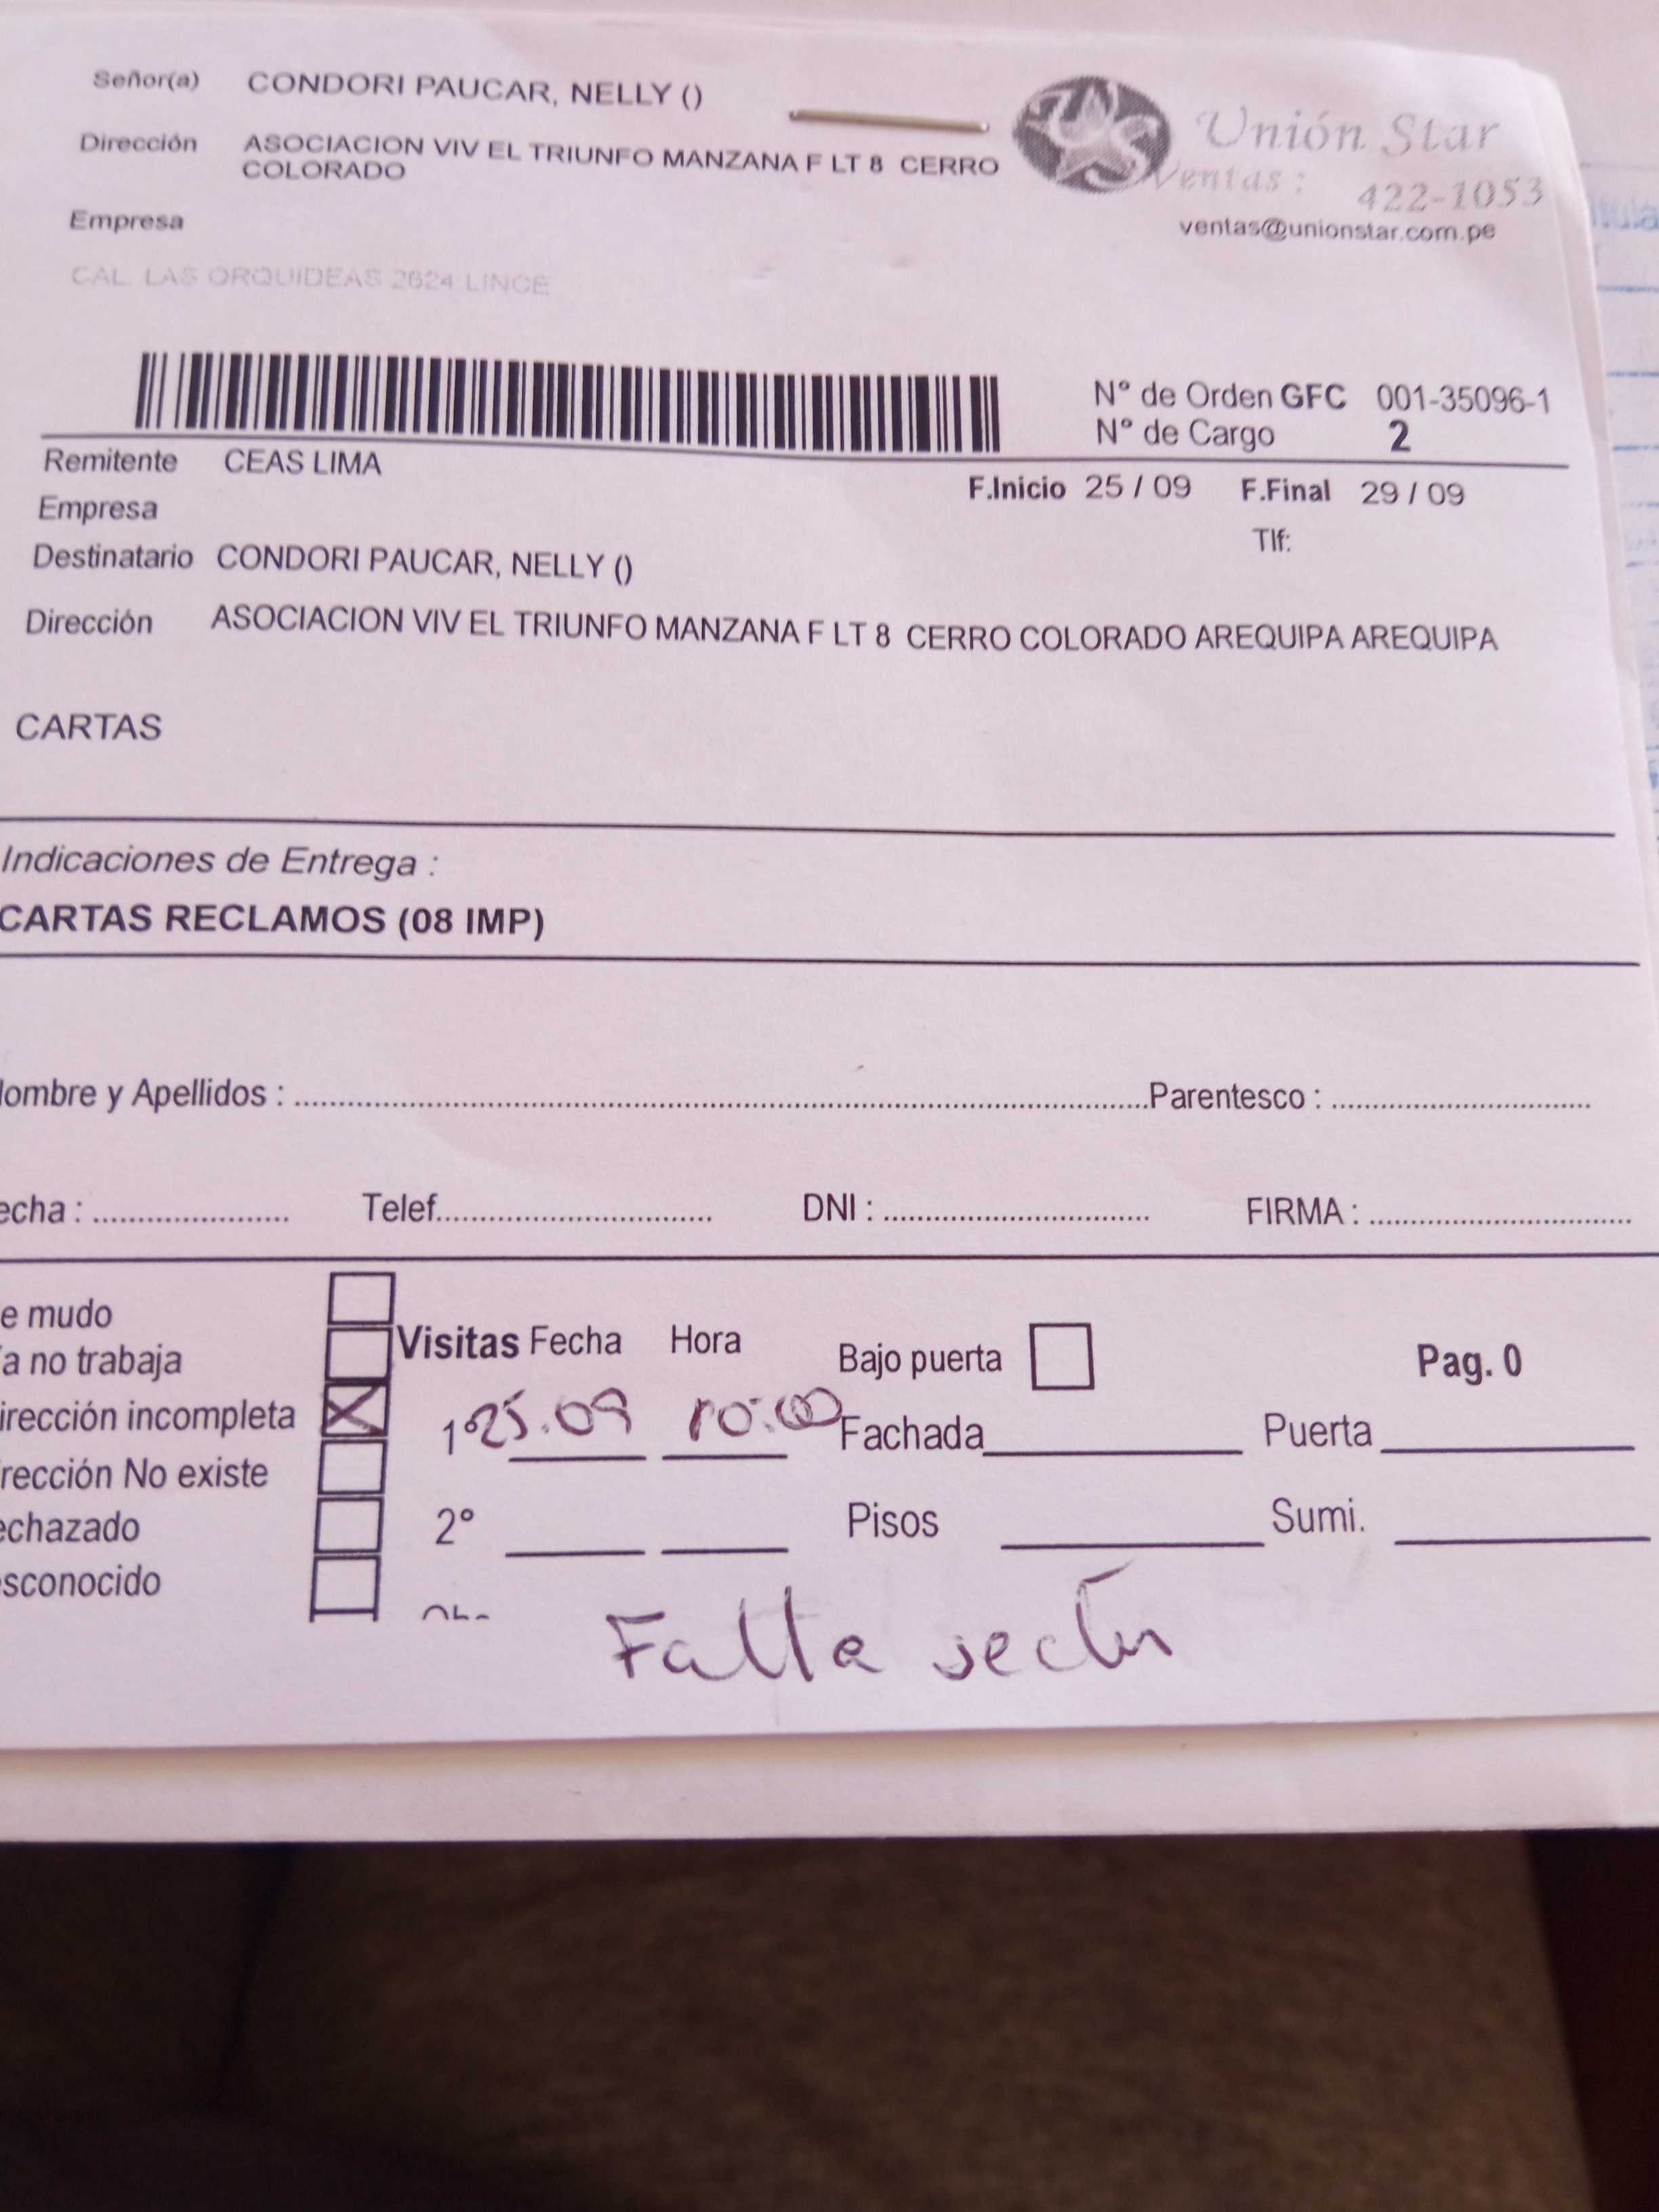 Señor(a) CONDORI PAUCAR, NELLY ()
Dirección ASOCIACION VIV EL TRIUNFO MANZANA F LT 8 CERRO
COLORADO
Unión Star
Ventas : 422-1053
ventas@unionstar.com.pe
Empresa
CAL. LAS ORQUIDEAS 2624 LINCE
N° de Orden GFC 001-35096-1
N° de Cargo 2
Remitente CEAS LIMA
F.Inicio 25 / 09 F.Final 29 / 09
Empresa
Tlf:
Destinatario CONDORI PAUCAR, NELLY ()
Dirección ASOCIACION VIV EL TRIUNFO MANZANA F LT 8 CERRO COLORADO AREQUIPA AREQUIPA
CARTAS
Indicaciones de Entrega :
CARTAS RECLAMOS (08 IMP)
ombre y Apellidos : Parentesco :
echa : Telef. DNI : FIRMA :
e mudo
a no trabaja
Visitas Fecha Hora Bajo puerta Pag. 0
irección incompleta X 1° 25.09 10:00 Fachada Puerta
rección No existe
echazado 2° Pisos Sumi.
sconocido
Falta sector